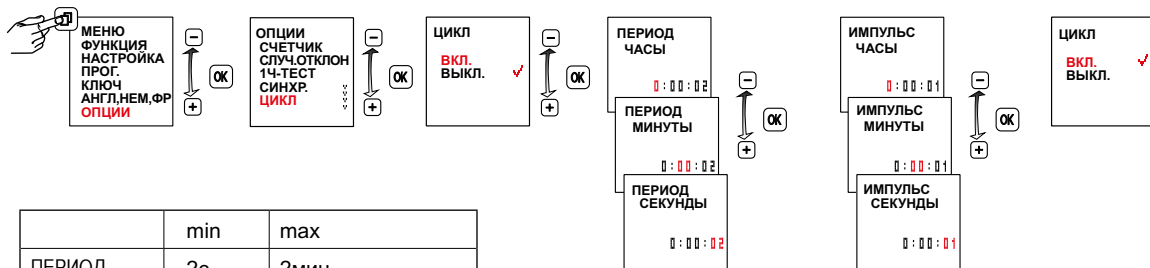 МЕНЮ
ФУНКЦИЯ
НАСТРОЙКА
ПРОГ.
КЛЮЧ
АНГЛ,НЕМ,ФР
ОПЦИИ
OK
ОПЦИИ
СЧЕТЧИК
СЛУЧ.ОТКЛОН
1Ч-ТЕСТ
СИНХР.
ЦИКЛ
OK
ЦИКЛ
ВКЛ.
ВЫКЛ.
OK
ПЕРИОД
ЧАСЫ
0:00:02
ПЕРИОД
МИНУТЫ
0:00:02
ПЕРИОД
СЕКУНДЫ
0:00:02
OK
ИМПУЛЬС
ЧАСЫ
0:00:01
ИМПУЛЬС
МИНУТЫ
0:00:01
ИМПУЛЬС
СЕКУНДЫ
0:00:01
OK
ЦИКЛ
ВКЛ.
ВЫКЛ.
min max
ПЕРИОД 2с 2мин